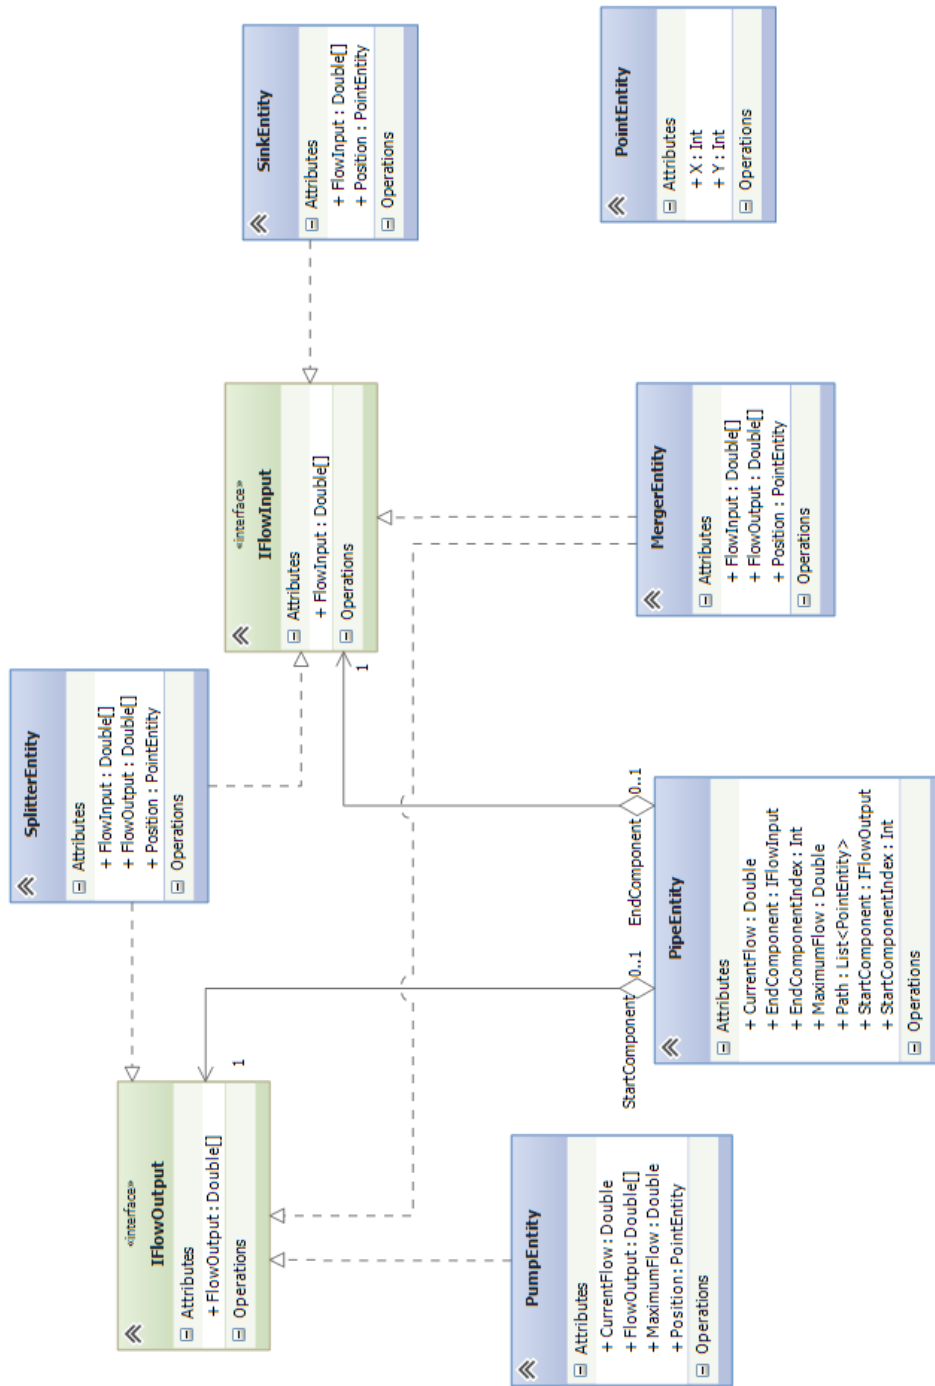 «interface»
IFlowOutput
Attributes
+ FlowOutput : Double[]
Operations
SplitterEntity
Attributes
+ FlowInput : Double[]
+ FlowOutput : Double[]
+ Position : PointEntity
Operations
«interface»
IFlowInput
Attributes
+ FlowInput : Double[]
Operations
SinkEntity
Attributes
+ FlowInput : Double[]
+ Position : PointEntity
Operations
1
1
StartComponent
0..1
EndComponent
0..1
PumpEntity
Attributes
+ CurrentFlow : Double
+ FlowOutput : Double[]
+ MaximumFlow : Double
+ Position : PointEntity
Operations
PipeEntity
Attributes
+ CurrentFlow : Double
+ EndComponent : IFlowInput
+ EndComponentIndex : Int
+ MaximumFlow : Double
+ Path : List<PointEntity>
+ StartComponent : IFlowOutput
+ StartComponentIndex : Int
Operations
MergerEntity
Attributes
+ FlowInput : Double[]
+ FlowOutput : Double[]
+ Position : PointEntity
Operations
PointEntity
Attributes
+ X : Int
+ Y : Int
Operations